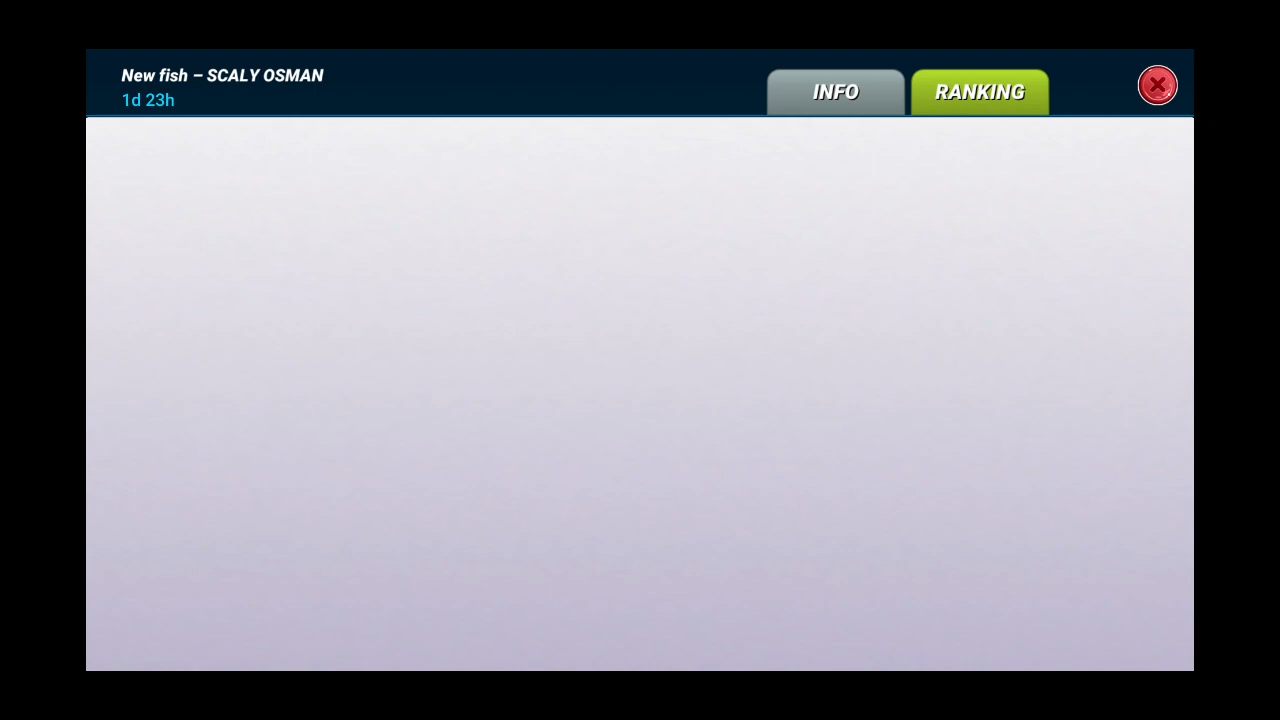 New fish – SCALY OSMAN
1d 23h
INFO
RANKING